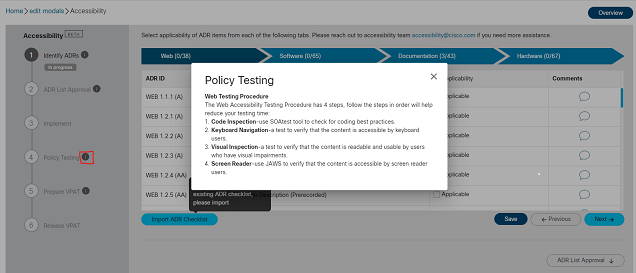 Home > edit modals > Accessibility
Overview
Accessibility BETA
Select applicability of ADR items from each of the following tabs. Please reach out to accessibility team accessibility@cisco.com if you need more assistance.
1 Identify ADRs
In progress
2 ADR List Approval
3 Implement
4 Policy Testing
5 Prepare VPAT
6 Release VPAT
Web (0/38)
Software (0/65)
Documentation (3/43)
Hardware (0/67)
ADR ID
plicability
Comments
WEB 1.1.1 (A)
plicable
WEB 1.2.1 (A)
plicable
WEB 1.2.2 (A)
plicable
WEB 1.2.3 (A)
plicable
WEB 1.2.4 (AA)
plicable
WEB 1.2.5 (AA)
Description (Prerecorded)
Applicable
Policy Testing
Web Testing Procedure
The Web Accessibility Testing Procedure has 4 steps, follow the steps in order will help
reduce your testing time:
1. Code Inspection-use SOAtest tool to check for coding best practices.
2. Keyboard Navigation-a test to verify that the content is accessible by keyboard
users.
3. Visual Inspection-a test to verify that the content is readable and usable by users
who have visual impairments.
4. Screen Reader-use JAWS to verify that the content is accessible by screen reader
users.
existing ADR checklist,
please import
Import ADR Checklist
Save
← Previous
Next →
ADR List Approval ↓